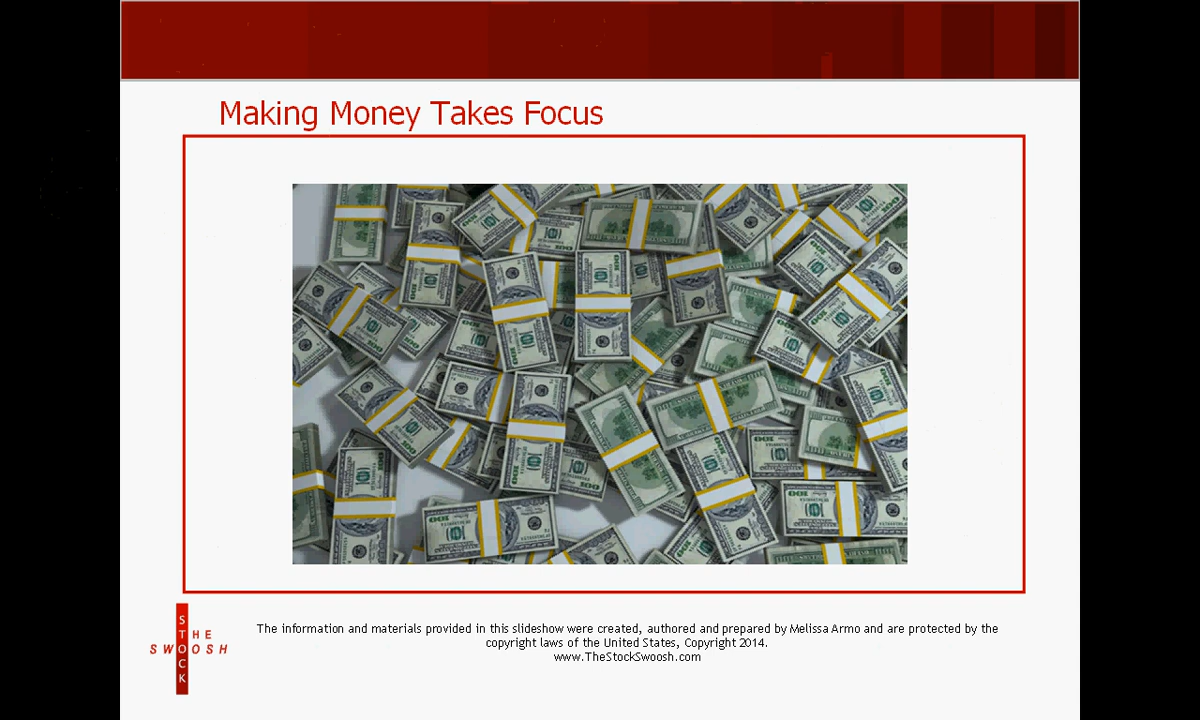 Making Money Takes Focus
THE
SWOOSH
STOCK
The information and materials provided in this slideshow were created, authored and prepared by Melissa Armo and are protected by the
copyright laws of the United States, Copyright 2014.
www.TheStockSwoosh.com